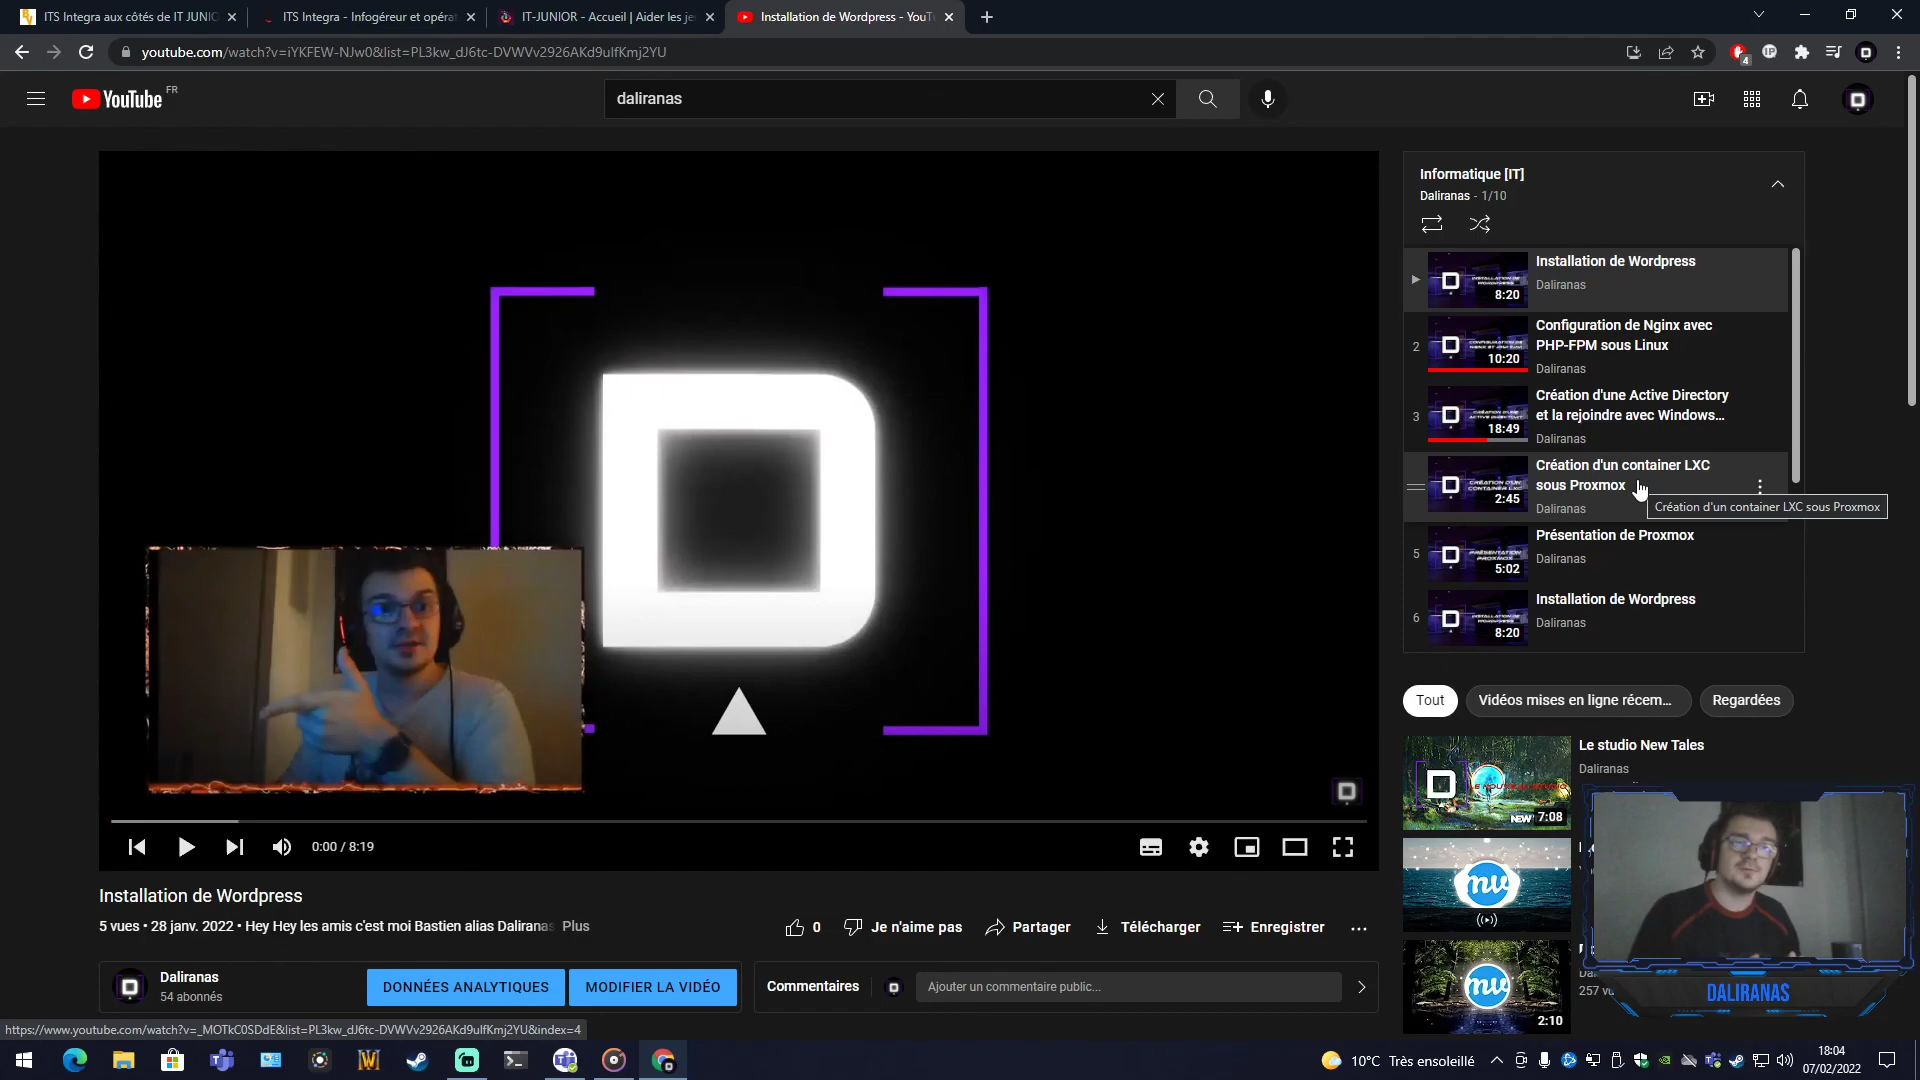 ITS Integra aux côtés de IT JUNIO
ITS Integra - Infogéreur et opérat
IT-JUNIOR - Accueil | Aider les je
Installation de Wordpress - YouT
youtube.com/watch?v=iYKFEW-NJw0&list=PL3kw_dJ6tc-DVWVv2926AKd9ulfKmj2YU
4
YouTube FR
daliranas
Informatique [IT]
Daliranas - 1/10
Installation de Wordpress
Daliranas
8:20
2
Configuration de Nginx avec
PHP-FPM sous Linux
Daliranas
10:20
3
Création d'une Active Directory
et la rejoindre avec Windows...
Daliranas
18:49
Création d'un container LXC
sous Proxmox
Daliranas
2:45
Création d'un container LXC sous Proxmox
5
Présentation de Proxmox
Daliranas
5:02
6
Installation de Wordpress
Daliranas
8:20
Tout
Vidéos mises en ligne récem...
Regardées
Le studio New Tales
Daliranas
NEW
7:08
nv
nv
257 vu
2:10
DALIRANAS
0:00 / 8:19
Installation de Wordpress
5 vues • 28 janv. 2022 • Hey Hey les amis c'est moi Bastien alias Daliranas Plus
0
Je n'aime pas
Partager
Télécharger
Enregistrer
Daliranas
54 abonnés
DONNÉES ANALYTIQUES
MODIFIER LA VIDÉO
Commentaires
Ajouter un commentaire public...
https://www.youtube.com/watch?v=_MOTkC0SDdE&list=PL3kw_dJ6tc-DVWVv2926AKd9ulfKmj2YU&index=4
10°C Très ensoleillé
18:04
07/02/2022